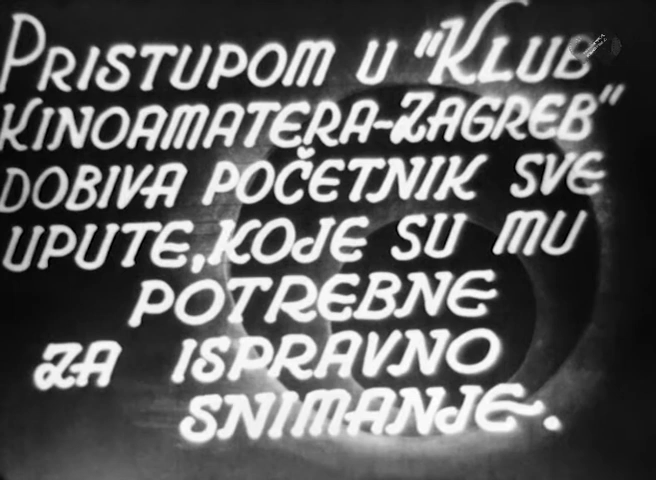 PRISTUPOM U "KLUB
KINOAMATERA-ZAGREB"
DOBIVA POČETNIK SVE
UPUTE, KOJE SU MU
POTREBNE
ZA ISPRAVNO
SNIMANJE.